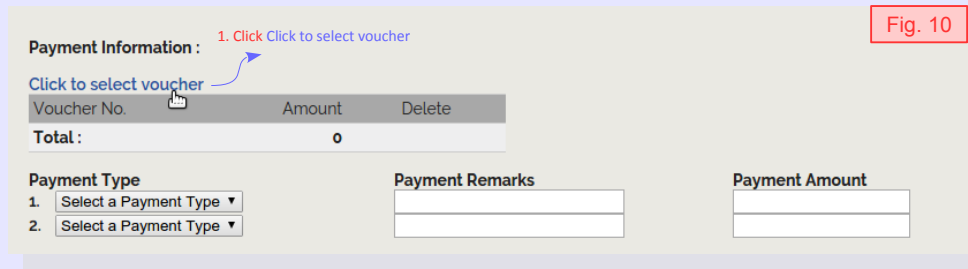 Fig. 10
1. Click Click to select voucher
Payment Information :
Click to select voucher
Voucher No. Amount Delete
Total : 0
Payment Type Payment Remarks Payment Amount
1. Select a Payment Type ▼
2. Select a Payment Type ▼